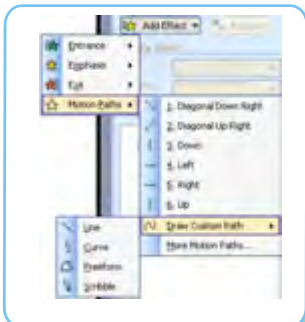 Add Effect
Entrance
Emphasis
Exit
Motion Paths
1. Diagonal Down Right
2. Diagonal Up Right
3. Down
4. Left
5. Right
6. Up
Draw Custom Path
More Motion Paths...
Line
Curve
Freeform
Scribble